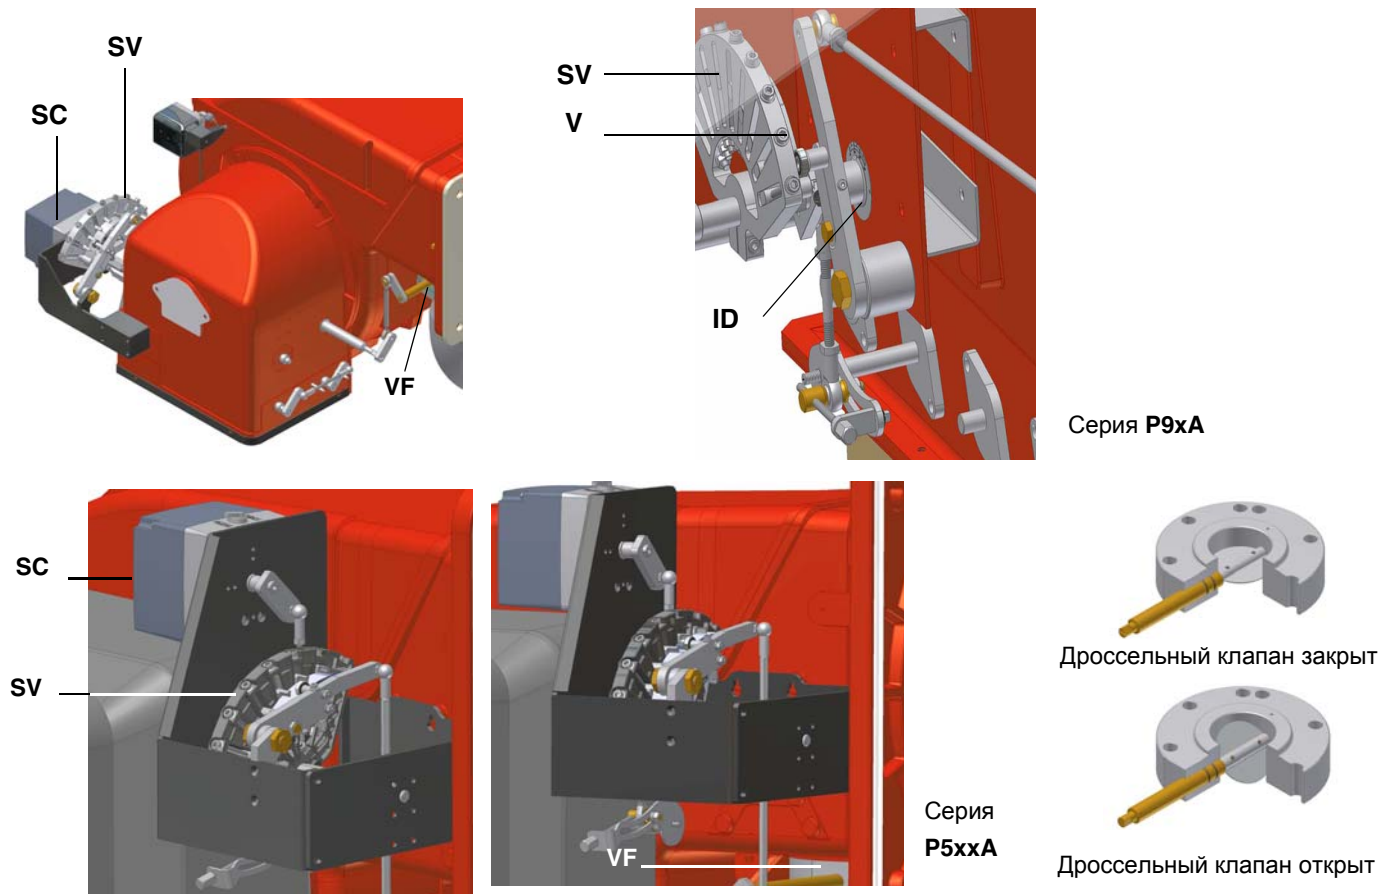 SV
SC
VF
SV
V
ID
Серия P9xA
SC
SV
VF
Серия
P5xxA
Дроссельный клапан закрыт
Дроссельный клапан открыт